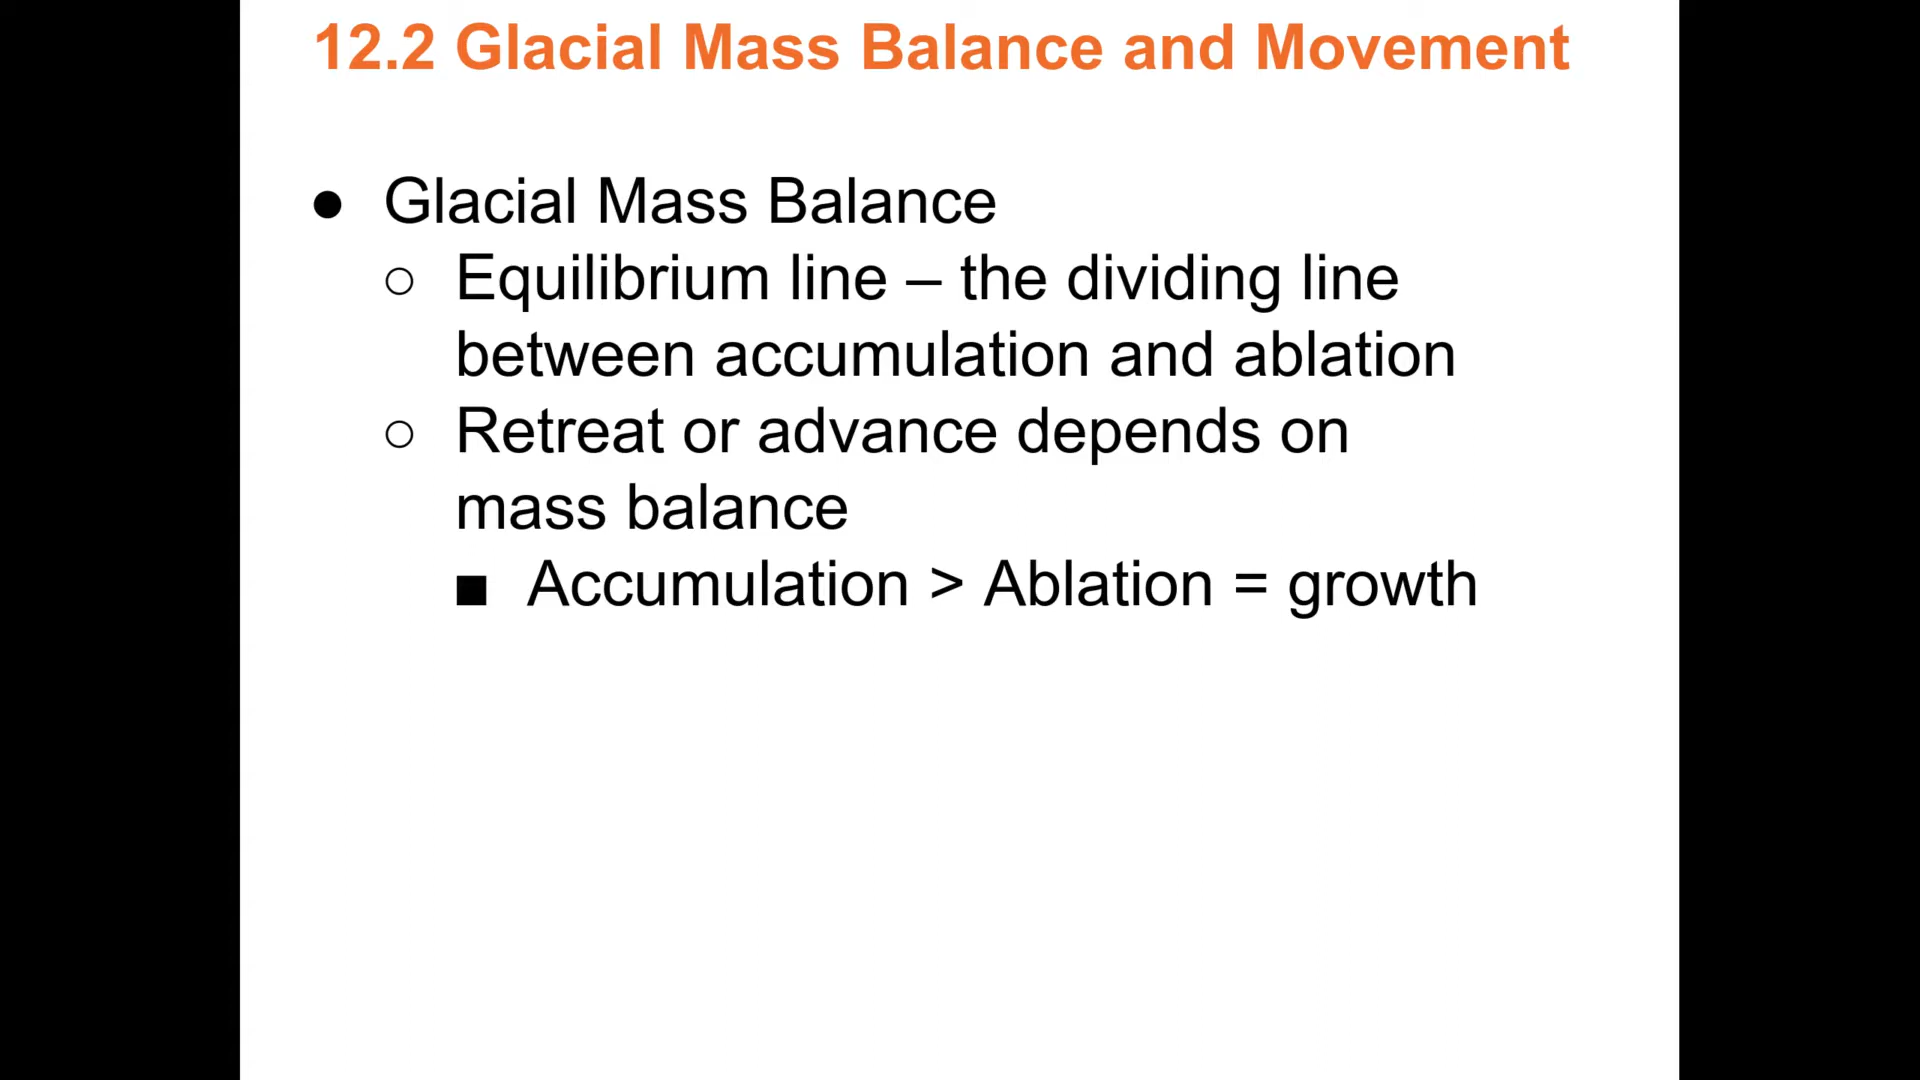 12.2 Glacial Mass Balance and Movement
● Glacial Mass Balance
○ Equilibrium line – the dividing line
between accumulation and ablation
○ Retreat or advance depends on
mass balance
■ Accumulation > Ablation = growth